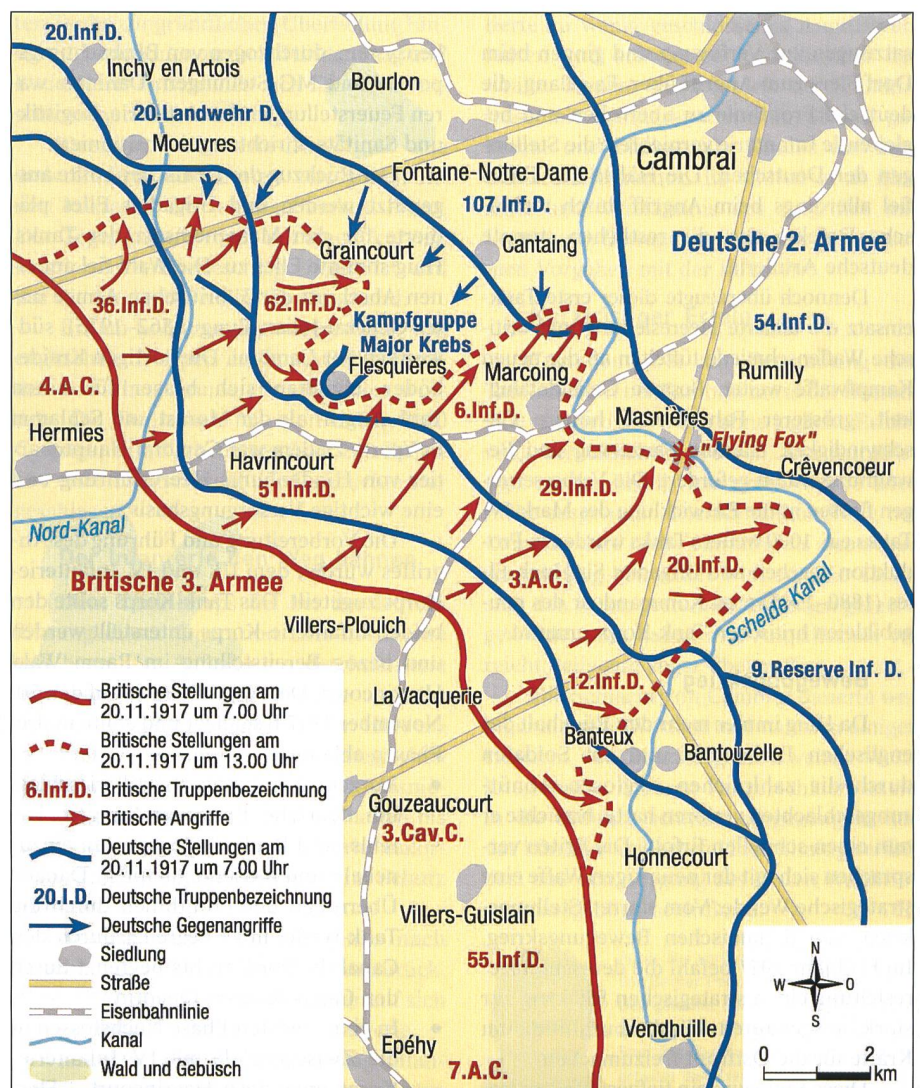 20.Inf.D.
Inchy en Artois
Bourlon
20.Landwehr D.
Moeuvres
Cambrai
Fontaine-Notre-Dame
107.Inf.D.
Cantaing
Deutsche 2. Armee
Graincourt
36.Inf.D.
62.Inf.D.
Kampfgruppe
Major Krebs
54.Inf.D.
Flesquières
Marcoing
Rumilly
4.A.C.
6.Inf.D.
Masnières
Hermies
"Flying Fox"
Havrincourt
Crêvencoeur
51.Inf.D.
29.Inf.D.
Nord-Kanal
20.Inf.D.
Britische 3. Armee
3.A.C.
Schelde Kanal
Villers-Plouich
12.Inf.D.
9. Reserve Inf. D.
La Vacquerie
Banteux
Bantouzelle
Gouzeaucourt
3.Cav.C.
Honnecourt
Villers-Guislain
55.Inf.D.
Vendhuille
Epéhy
7.A.C.
Britische Stellungen am
20.11.1917 um 7.00 Uhr
Britische Stellungen am
20.11.1917 um 13.00 Uhr
6.Inf.D. Britische Truppenbezeichnung
Britische Angriffe
Deutsche Stellungen am
20.11.1917 um 7.00 Uhr
20.I.D. Deutsche Truppenbezeichnung
Deutsche Gegenangriffe
Siedlung
Straße
Eisenbahnlinie
Kanal
Wald und Gebüsch
N
W O
S
0 2
km